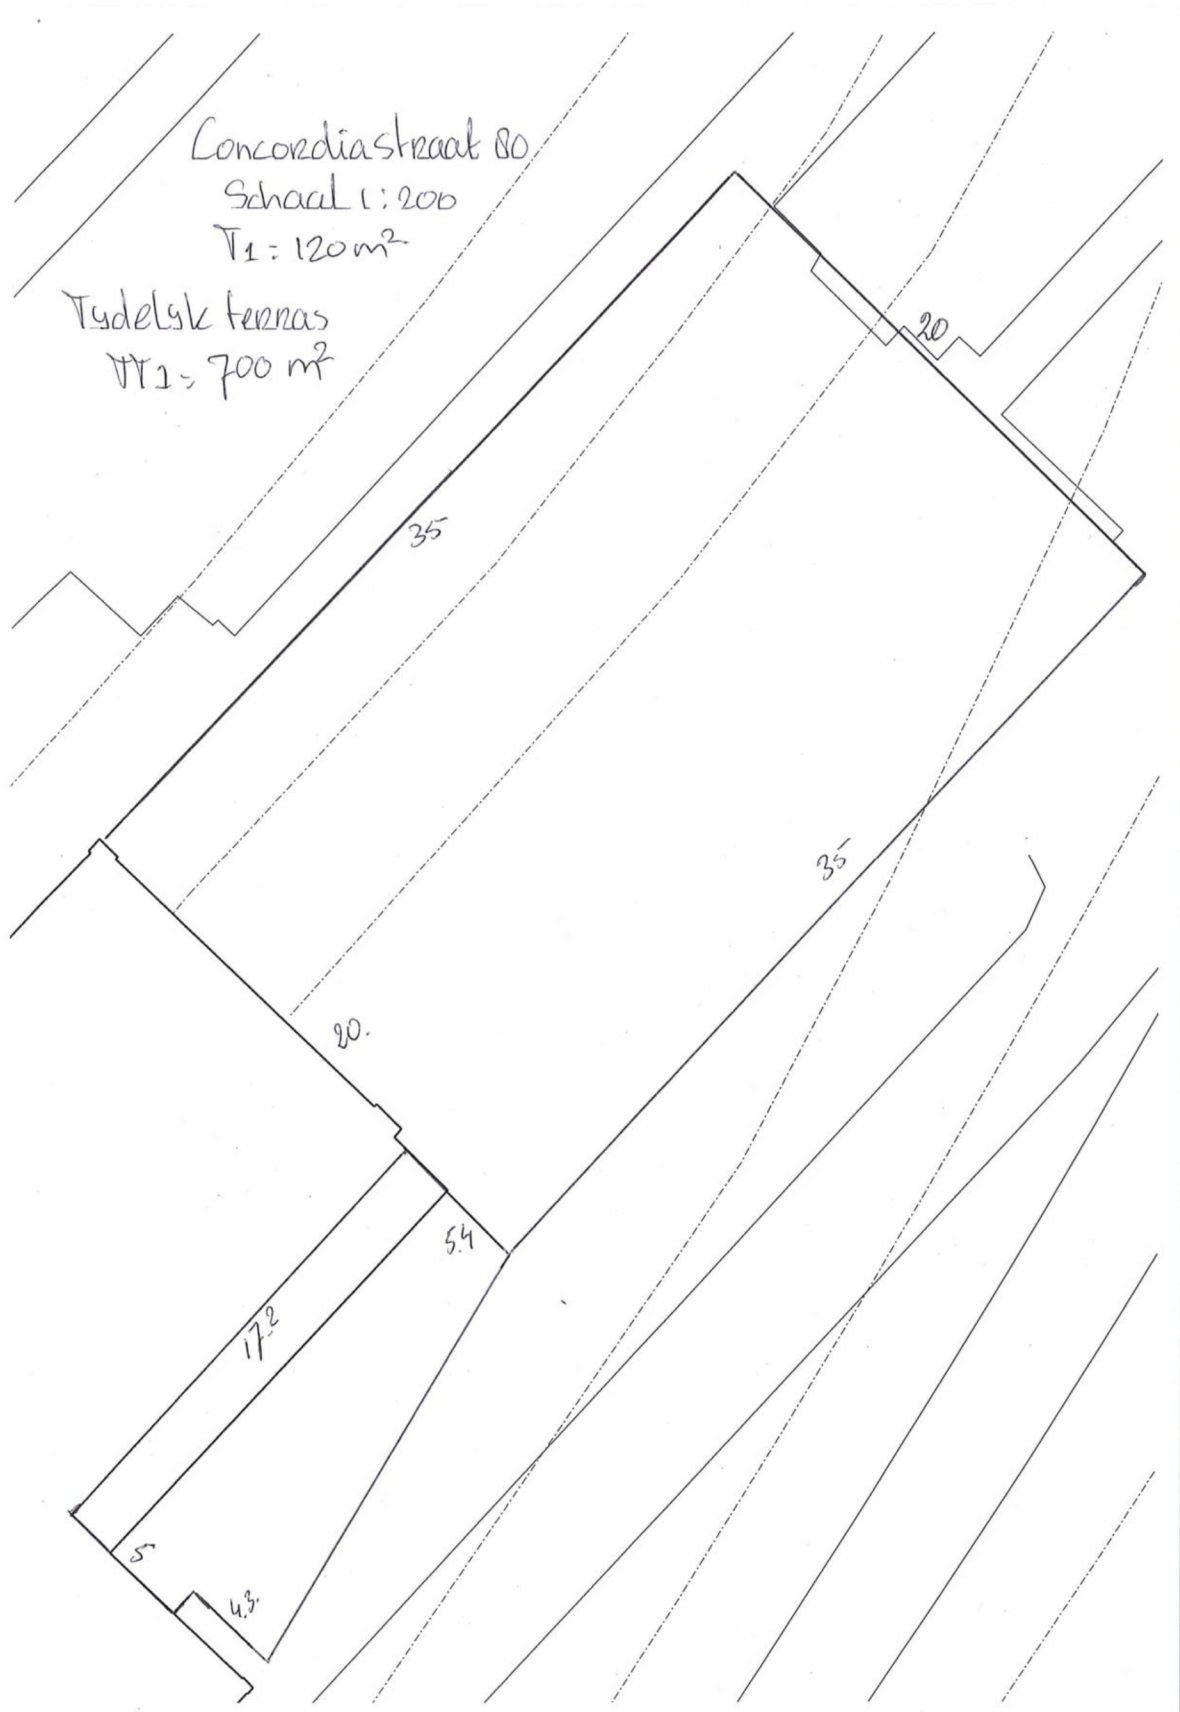 Concordiastraat 80
Schaal 1:200
T1 = 120 m²
Tydelyk terras
TT1 = 700 m²
20
35
35
20.
5.4
17.2
5
4.3.